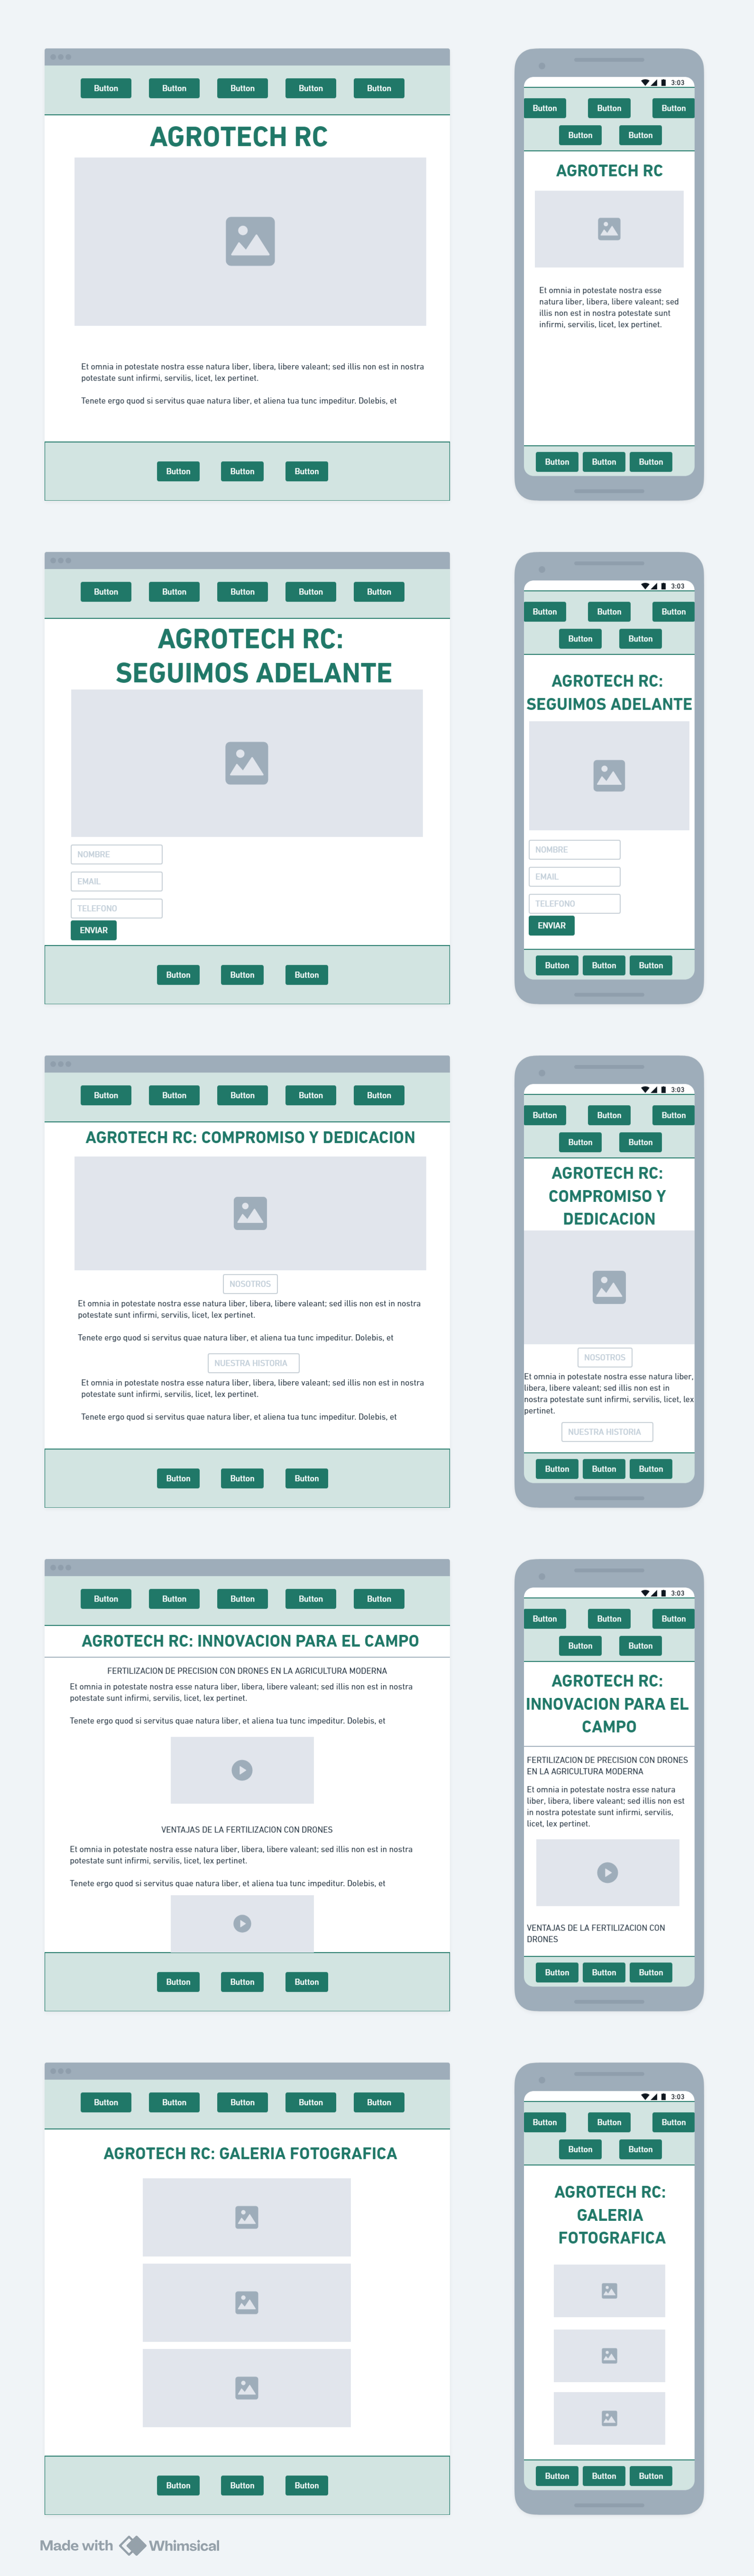 Button Button Button Button Button
AGROTECH RC
Et omnia in potestate nostra esse natura liber, libera, libere valeant; sed illis non est in nostra
potestate sunt infirmi, servilis, licet, lex pertinet.
Tenete ergo quod si servitus quae natura liber, et aliena tua tunc impeditur. Dolebis, et
Button Button Button
3:03
Button Button Button
Button Button
AGROTECH RC
Et omnia in potestate nostra esse
natura liber, libera, libere valeant; sed
illis non est in nostra potestate sunt
infirmi, servilis, licet, lex pertinet.
Button Button Button
Button Button Button Button Button
AGROTECH RC:
SEGUIMOS ADELANTE
NOMBRE
EMAIL
TELEFONO
ENVIAR
Button Button Button
3:03
Button Button Button
Button Button
AGROTECH RC:
SEGUIMOS ADELANTE
NOMBRE
EMAIL
TELEFONO
ENVIAR
Button Button Button
Button Button Button Button Button
AGROTECH RC: COMPROMISO Y DEDICACION
NOSOTROS
Et omnia in potestate nostra esse natura liber, libera, libere valeant; sed illis non est in nostra
potestate sunt infirmi, servilis, licet, lex pertinet.
Tenete ergo quod si servitus quae natura liber, et aliena tua tunc impeditur. Dolebis, et
NUESTRA HISTORIA
Et omnia in potestate nostra esse natura liber, libera, libere valeant; sed illis non est in nostra
potestate sunt infirmi, servilis, licet, lex pertinet.
Tenete ergo quod si servitus quae natura liber, et aliena tua tunc impeditur. Dolebis, et
Button Button Button
3:03
Button Button Button
Button Button
AGROTECH RC:
COMPROMISO Y
DEDICACION
NOSOTROS
Et omnia in potestate nostra esse natura liber,
libera, libere valeant; sed illis non est in
nostra potestate sunt infirmi, servilis, licet, lex
pertinet.
NUESTRA HISTORIA
Button Button Button
Button Button Button Button Button
AGROTECH RC: INNOVACION PARA EL CAMPO
FERTILIZACION DE PRECISION CON DRONES EN LA AGRICULTURA MODERNA
Et omnia in potestate nostra esse natura liber, libera, libere valeant; sed illis non est in nostra
potestate sunt infirmi, servilis, licet, lex pertinet.
Tenete ergo quod si servitus quae natura liber, et aliena tua tunc impeditur. Dolebis, et
VENTAJAS DE LA FERTILIZACION CON DRONES
Et omnia in potestate nostra esse natura liber, libera, libere valeant; sed illis non est in nostra
potestate sunt infirmi, servilis, licet, lex pertinet.
Tenete ergo quod si servitus quae natura liber, et aliena tua tunc impeditur. Dolebis, et
Button Button Button
3:03
Button Button Button
Button Button
AGROTECH RC:
INNOVACION PARA EL
CAMPO
FERTILIZACION DE PRECISION CON DRONES
EN LA AGRICULTURA MODERNA
Et omnia in potestate nostra esse natura
liber, libera, libere valeant; sed illis non est
in nostra potestate sunt infirmi, servilis,
licet, lex pertinet.
VENTAJAS DE LA FERTILIZACION CON
DRONES
Button Button Button
Button Button Button Button Button
AGROTECH RC: GALERIA FOTOGRAFICA
Button Button Button
3:03
Button Button Button
Button Button
AGROTECH RC:
GALERIA
FOTOGRAFICA
Button Button Button
Made with Whimsical